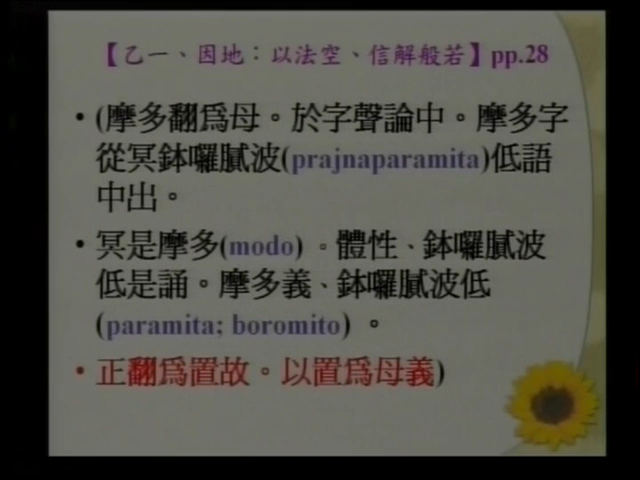 【乙一、因地：以法空、信解般若】pp.28
•(摩多翻爲母。於字聲論中。摩多字
從冥鉢囉膩波(prajnaparamita)低語
中出。
•冥是摩多(modo) 。體性、鉢囉膩波
低是誦。摩多義、鉢囉膩波低
(paramita; boromito) 。
•正翻爲置故。以置爲母義)